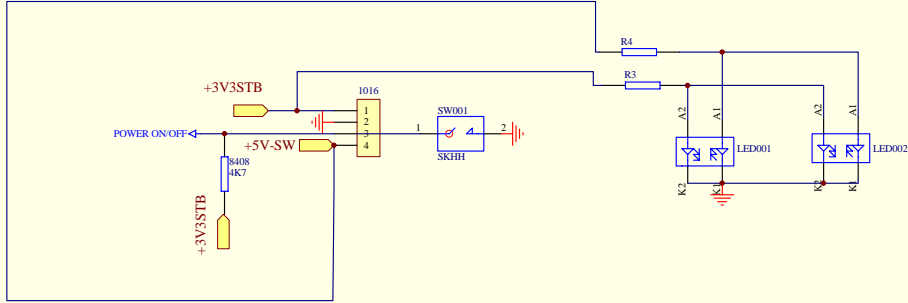 R4
R3
+3V3STB
1016
1
2
3
4
SW001
1
2
SKHH
POWER ON/OFF
+5V-SW
8408
4K7
+3V3STB
A2
A1
A2
A1
LED001
LED002
K2
K1
K2
K1